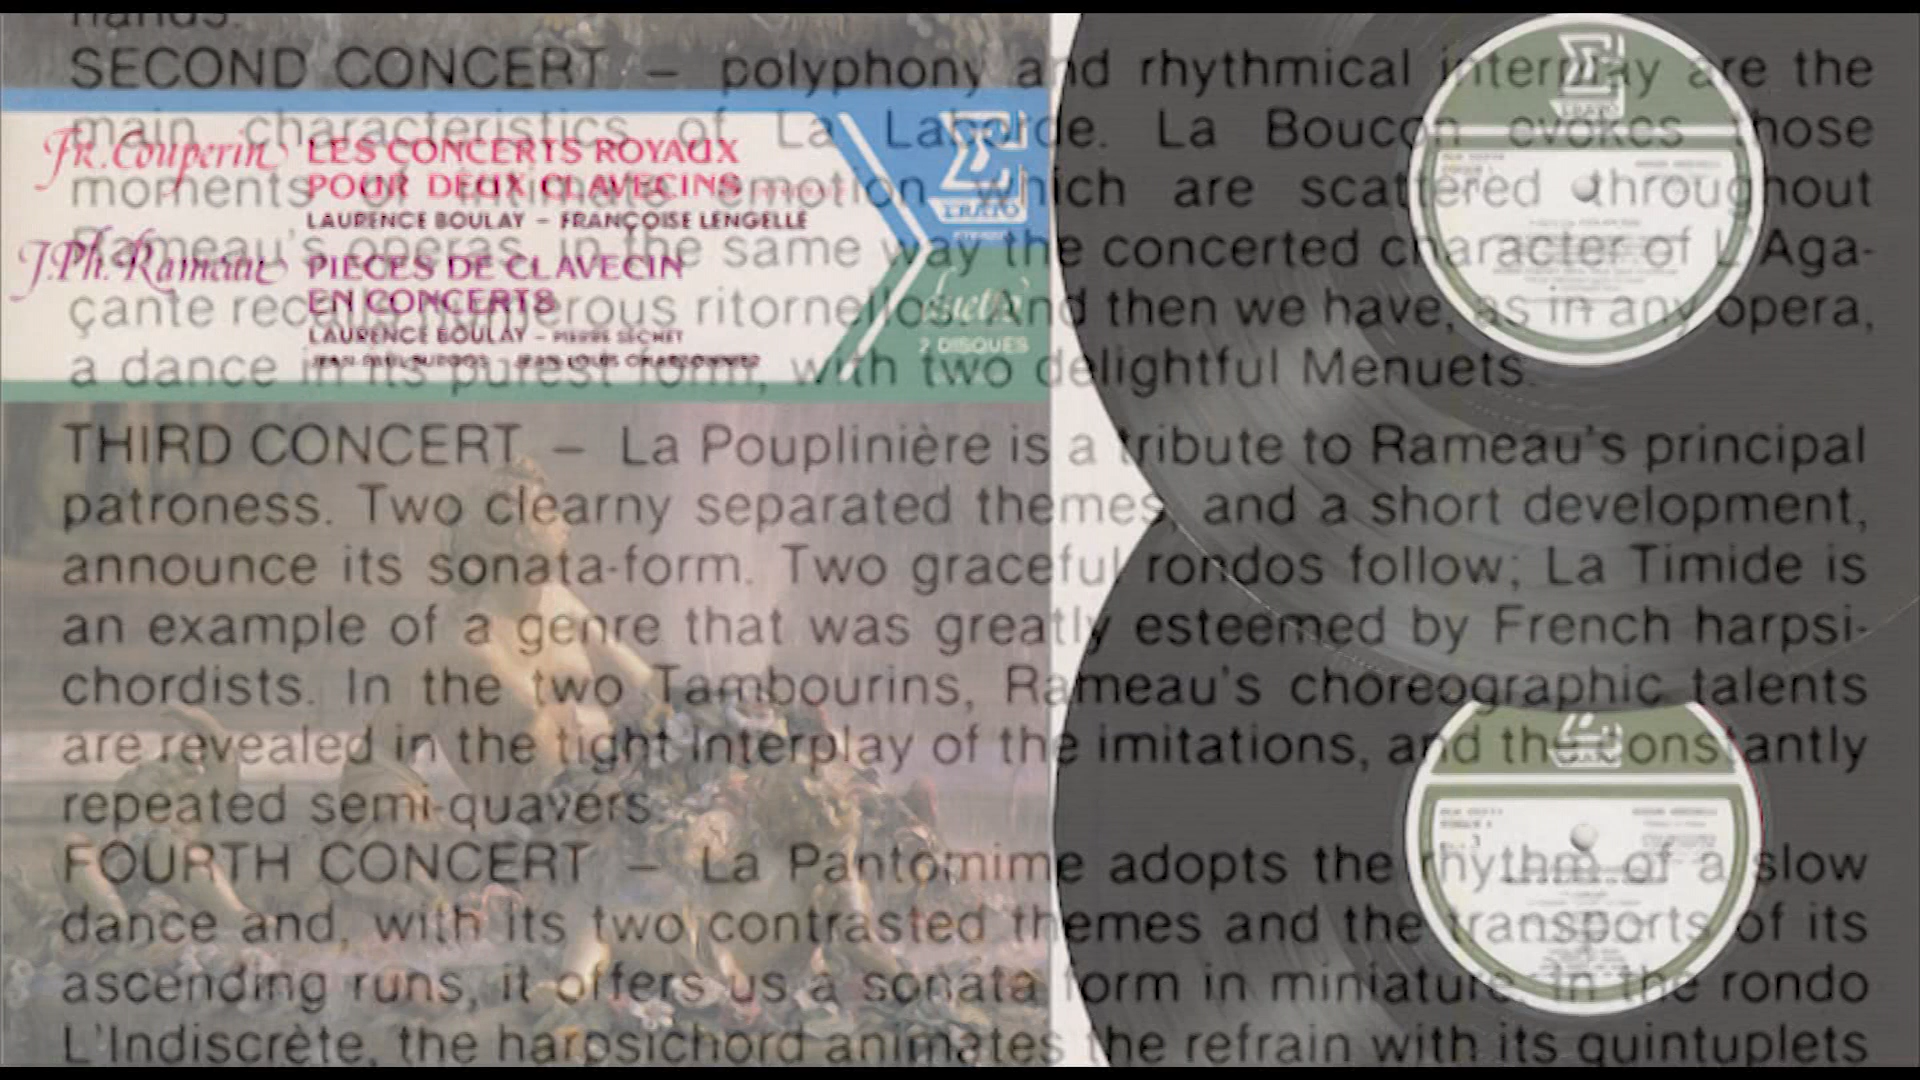 hands.
SECOND CONCERT – polyphony and rhythmical interplay are the
main characteristics of La Laborde. La Boucon evokes those
moments of intimate emotion which are scattered throughout
Rameau's operas, in the same way the concerted character of L'Aga-
çante recalls numerous ritornellos. And then we have, as in any opera,
a dance in its purest form, with two delightful Menuets.
THIRD CONCERT – La Pouplinière is a tribute to Rameau's principal
patroness. Two clearny separated themes, and a short development,
announce its sonata-form. Two graceful rondos follow; La Timide is
an example of a genre that was greatly esteemed by French harpsi-
chordists. In the two Tambourins, Rameau's choreographic talents
are revealed in the tight interplay of the imitations, and the constantly
repeated semi-quavers.
FOURTH CONCERT – La Pantomime adopts the rhythm of a slow
dance and, with its two contrasted themes and the transports of its
ascending runs, it offers us a sonata form in miniature. In the rondo
L'Indiscrète, the harpsichord animates the refrain with its quintuplets
Fr. Couperin
LES CONCERTS ROYAUX
POUR DEUX CLAVECINS
LAURENCE BOULAY – FRANÇOISE LENGELLÉ
J.Ph. Rameau
PIECES DE CLAVECIN
EN CONCERTS
LAURENCE BOULAY – PIERRE SÉCHET
ERATO
STEREO
duetto
2 DISQUES
ERATO
ERATO